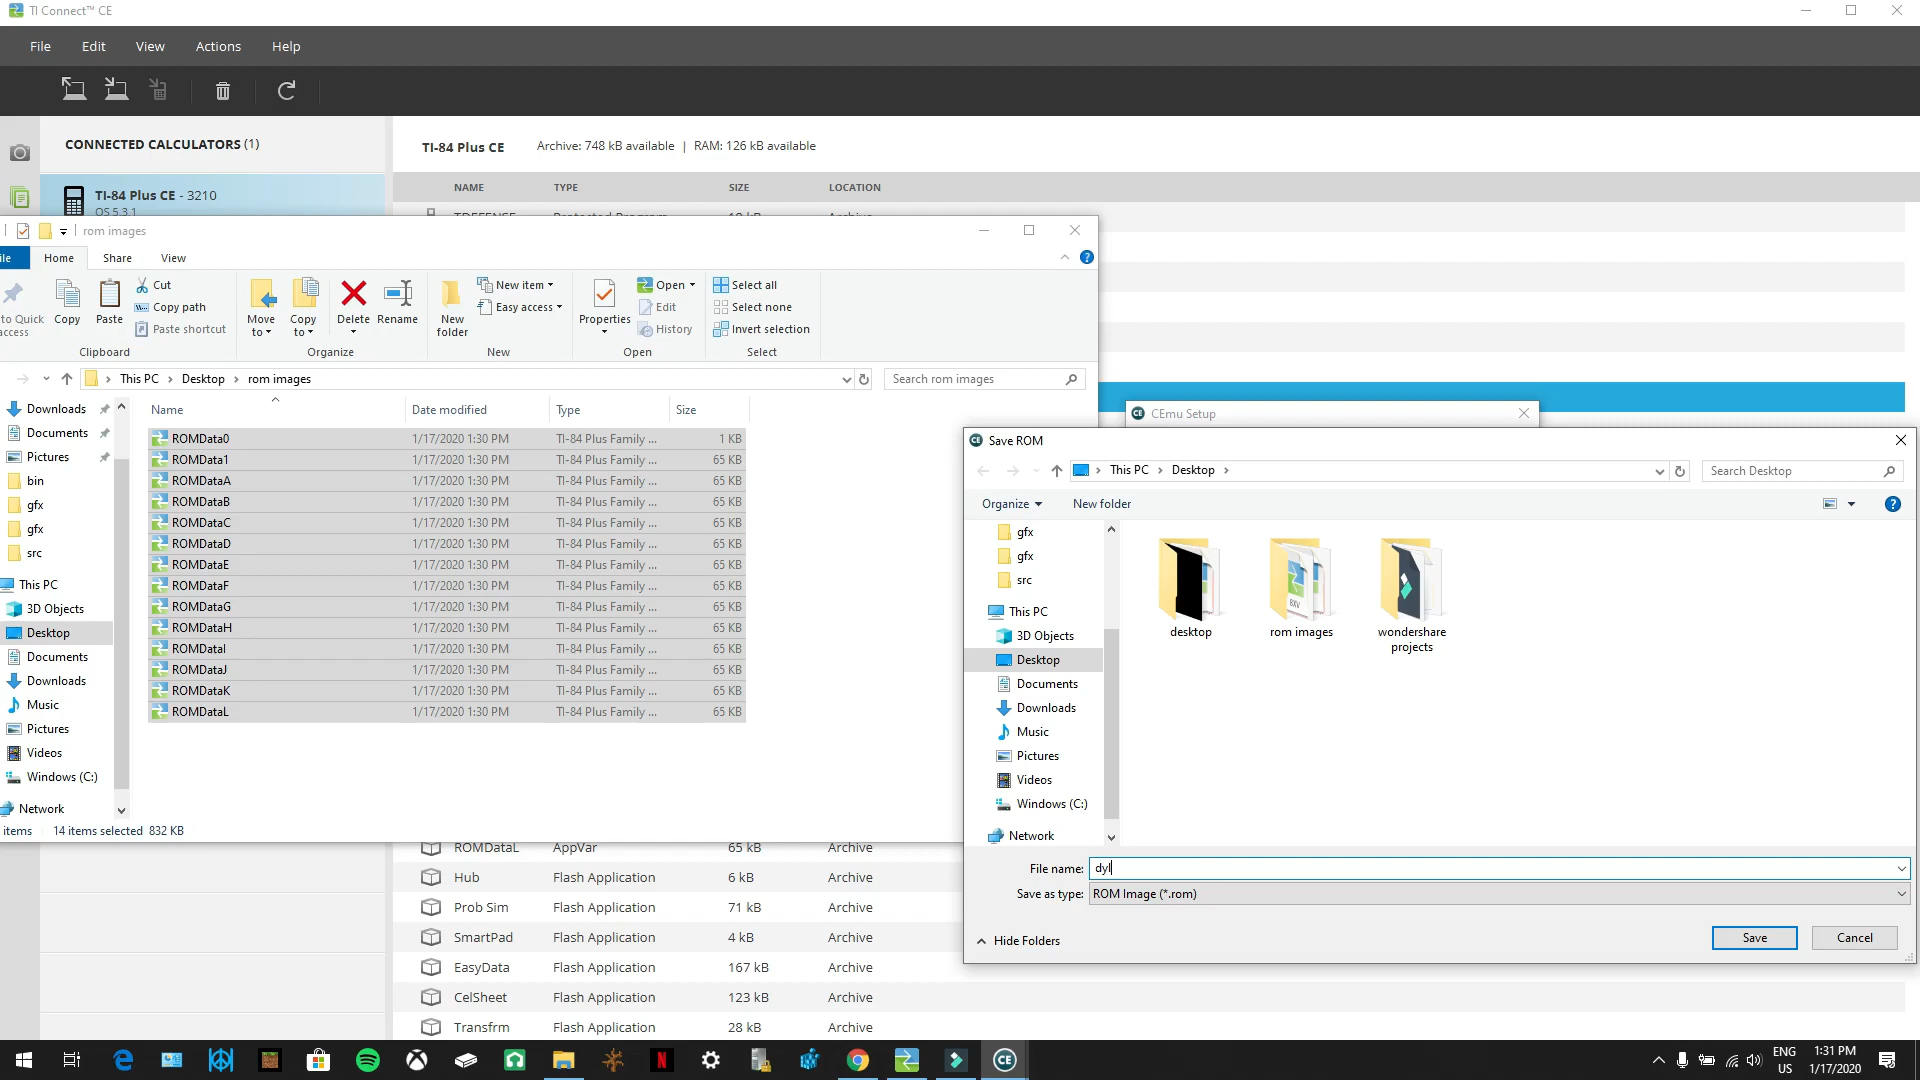 TI Connect™ CE
File Edit View Actions Help
CONNECTED CALCULATORS (1)
TI-84 Plus CE - 3210
OS 5.3.1
TI-84 Plus CE Archive: 748 kB available | RAM: 126 kB available
NAME TYPE SIZE LOCATION
TDEFENSE Protected Program 10 kB Archive
rom images
ile Home Share View
to Quick
access
Copy
Paste
Cut
Copy path
Paste shortcut
Clipboard
Move
to
Copy
to
Delete
Rename
Organize
New
folder
New item
Easy access
New
Properties
Open
Edit
History
Open
Select all
Select none
Invert selection
Select
This PC > Desktop > rom images
Search rom images
Downloads
Documents
Pictures
bin
gfx
gfx
src
This PC
3D Objects
Desktop
Documents
Downloads
Music
Pictures
Videos
Windows (C:)
Network
Name Date modified Type Size
ROMData0 1/17/2020 1:30 PM TI-84 Plus Family ... 1 KB
ROMData1 1/17/2020 1:30 PM TI-84 Plus Family ... 65 KB
ROMDataA 1/17/2020 1:30 PM TI-84 Plus Family ... 65 KB
ROMDataB 1/17/2020 1:30 PM TI-84 Plus Family ... 65 KB
ROMDataC 1/17/2020 1:30 PM TI-84 Plus Family ... 65 KB
ROMDataD 1/17/2020 1:30 PM TI-84 Plus Family ... 65 KB
ROMDataE 1/17/2020 1:30 PM TI-84 Plus Family ... 65 KB
ROMDataF 1/17/2020 1:30 PM TI-84 Plus Family ... 65 KB
ROMDataG 1/17/2020 1:30 PM TI-84 Plus Family ... 65 KB
ROMDataH 1/17/2020 1:30 PM TI-84 Plus Family ... 65 KB
ROMDataI 1/17/2020 1:30 PM TI-84 Plus Family ... 65 KB
ROMDataJ 1/17/2020 1:30 PM TI-84 Plus Family ... 65 KB
ROMDataK 1/17/2020 1:30 PM TI-84 Plus Family ... 65 KB
ROMDataL 1/17/2020 1:30 PM TI-84 Plus Family ... 65 KB
items 14 items selected 832 KB
CEmu Setup
Save ROM
This PC > Desktop >
Search Desktop
Organize New folder
gfx
gfx
src
This PC
3D Objects
Desktop
Documents
Downloads
Music
Pictures
Videos
Windows (C:)
Network
desktop
8XV
rom images
wondershare
projects
File name: dyl
Save as type: ROM Image (*.rom)
Hide Folders
Save
Cancel
ROMDataL AppVar 65 kB Archive
Hub Flash Application 6 kB Archive
Prob Sim Flash Application 71 kB Archive
SmartPad Flash Application 4 kB Archive
EasyData Flash Application 167 kB Archive
CelSheet Flash Application 123 kB Archive
Transfrm Flash Application 28 kB Archive
ENG
US
1:31 PM
1/17/2020